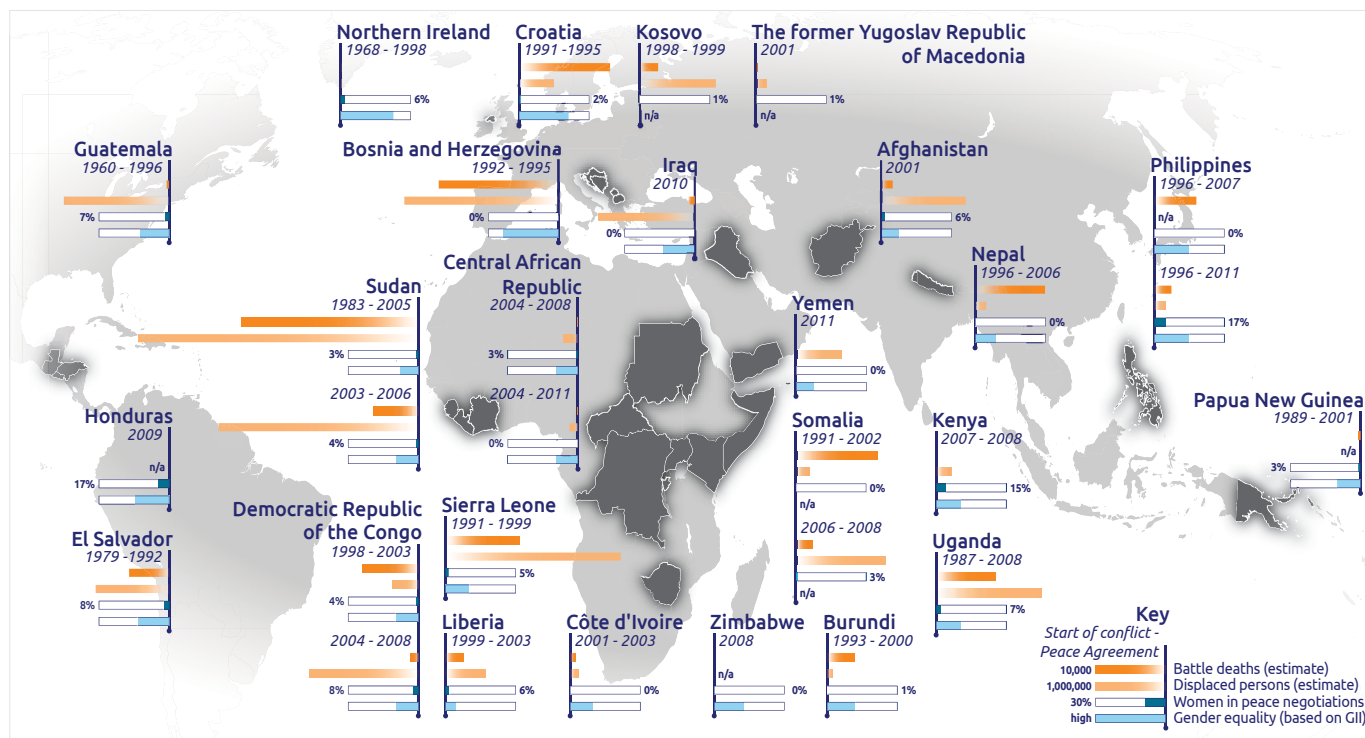 Northern Ireland
1968 - 1998
6%
Croatia
1991 -1995
2%
Kosovo
1998 - 1999
1%
n/a
The former Yugoslav Republic
of Macedonia
2001
1%
n/a
Guatemala
1960 - 1996
7%
Bosnia and Herzegovina
1992 - 1995
0%
Iraq
2010
0%
Afghanistan
2001
6%
Philippines
1996 - 2007
n/a
0%
1996 - 2011
17%
Nepal
1996 - 2006
0%
Sudan
1983 - 2005
3%
2003 - 2006
4%
Central African
Republic
2004 - 2008
3%
2004 - 2011
0%
Yemen
2011
0%
Honduras
2009
n/a
17%
Somalia
1991 - 2002
0%
n/a
2006 - 2008
3%
n/a
Kenya
2007 - 2008
15%
Papua New Guinea
1989 - 2001
n/a
3%
El Salvador
1979 - 1992
8%
Democratic Republic
of the Congo
1998 - 2003
4%
2004 - 2008
8%
Sierra Leone
1991 - 1999
5%
Uganda
1987 - 2008
7%
Liberia
1999 - 2003
6%
Côte d'Ivoire
2001 - 2003
0%
Zimbabwe
2008
n/a
0%
Burundi
1993 - 2000
1%
Key
Start of conflict -
Peace Agreement
10,000 Battle deaths (estimate)
1,000,000 Displaced persons (estimate)
30% Women in peace negotiations
high Gender equality (based on GII)